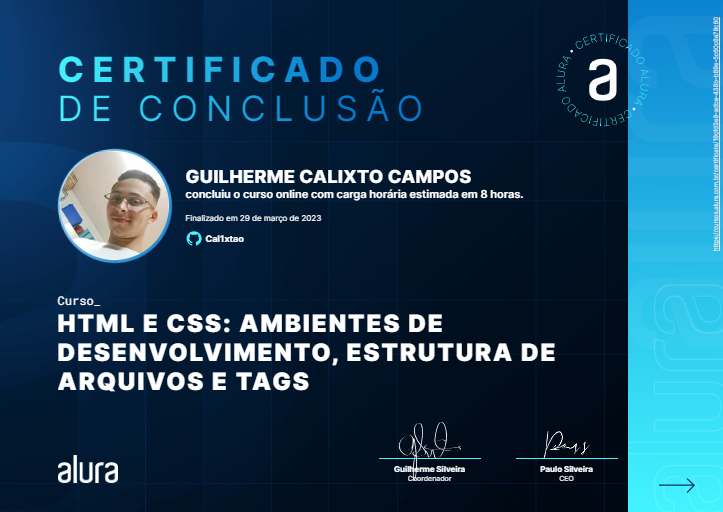 CERTIFICADO
DE CONCLUSÃO
ALURA • CERTIFICADO ALURA • CERTIFICADO
a
GUILHERME CALIXTO CAMPOS
concluiu o curso online com carga horária estimada em 8 horas.
Finalizado em 29 de março de 2023
Cal1xtao
Curso_
HTML E CSS: AMBIENTES DE
DESENVOLVIMENTO, ESTRUTURA DE
ARQUIVOS E TAGS
alura
Guilherme Silveira
Coordenador
Paulo Silveira
CEO
alura